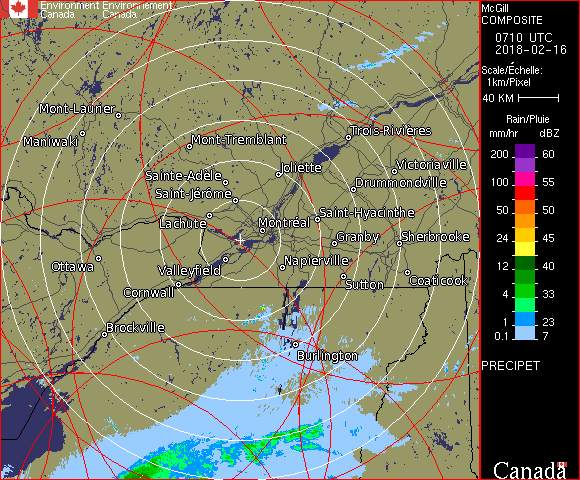 Environment Environnement
Canada Canada
McGill
COMPOSITE
0710 UTC
2018-02-16
Scale/Échelle:
1km/Pixel
40 KM
Rain/Pluie
mm/hr dBZ
200 60
155 55
100 55
50 50
24 45
12 40
4 33
1 23
0.1 7
PRECIPET
Canada
Mont-Laurier
Maniwaki
Mont-Tremblant
Trois-Rivières
Sainte-Adèle
Joliette
Victoriaville
Saint-Jérôme
Drummondville
Lachute
Montréal
Saint-Hyacinthe
Granby
Sherbrooke
Ottawa
Valleyfield
Napierville
Cornwall
Sutton
Coaticook
Brockville
Burlington